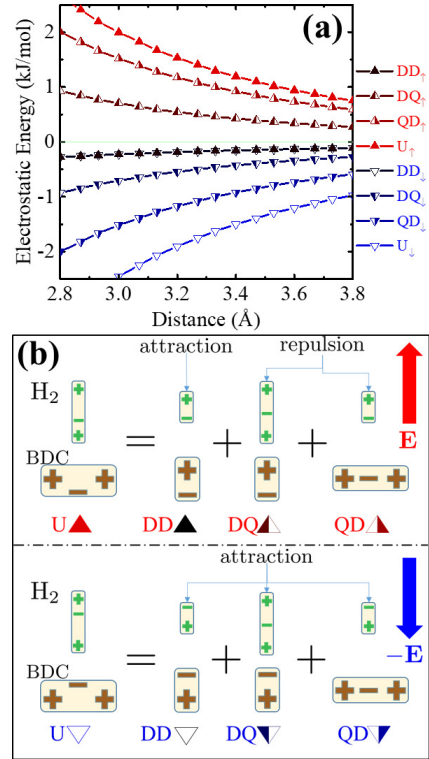 (a)
Electrostatic Energy (kJ/mol)
2
1
0
-1
-2
2.8 3.0 3.2 3.4 3.6 3.8
Distance (Å)
DD↑
DQ↑
QD↑
U↑
DD↓
DQ↓
QD↓
U↓
(b)
attraction repulsion
H₂
E
BDC
= + +
U DD DQ QD
attraction
H₂
−E
BDC
= + +
U DD DQ QD